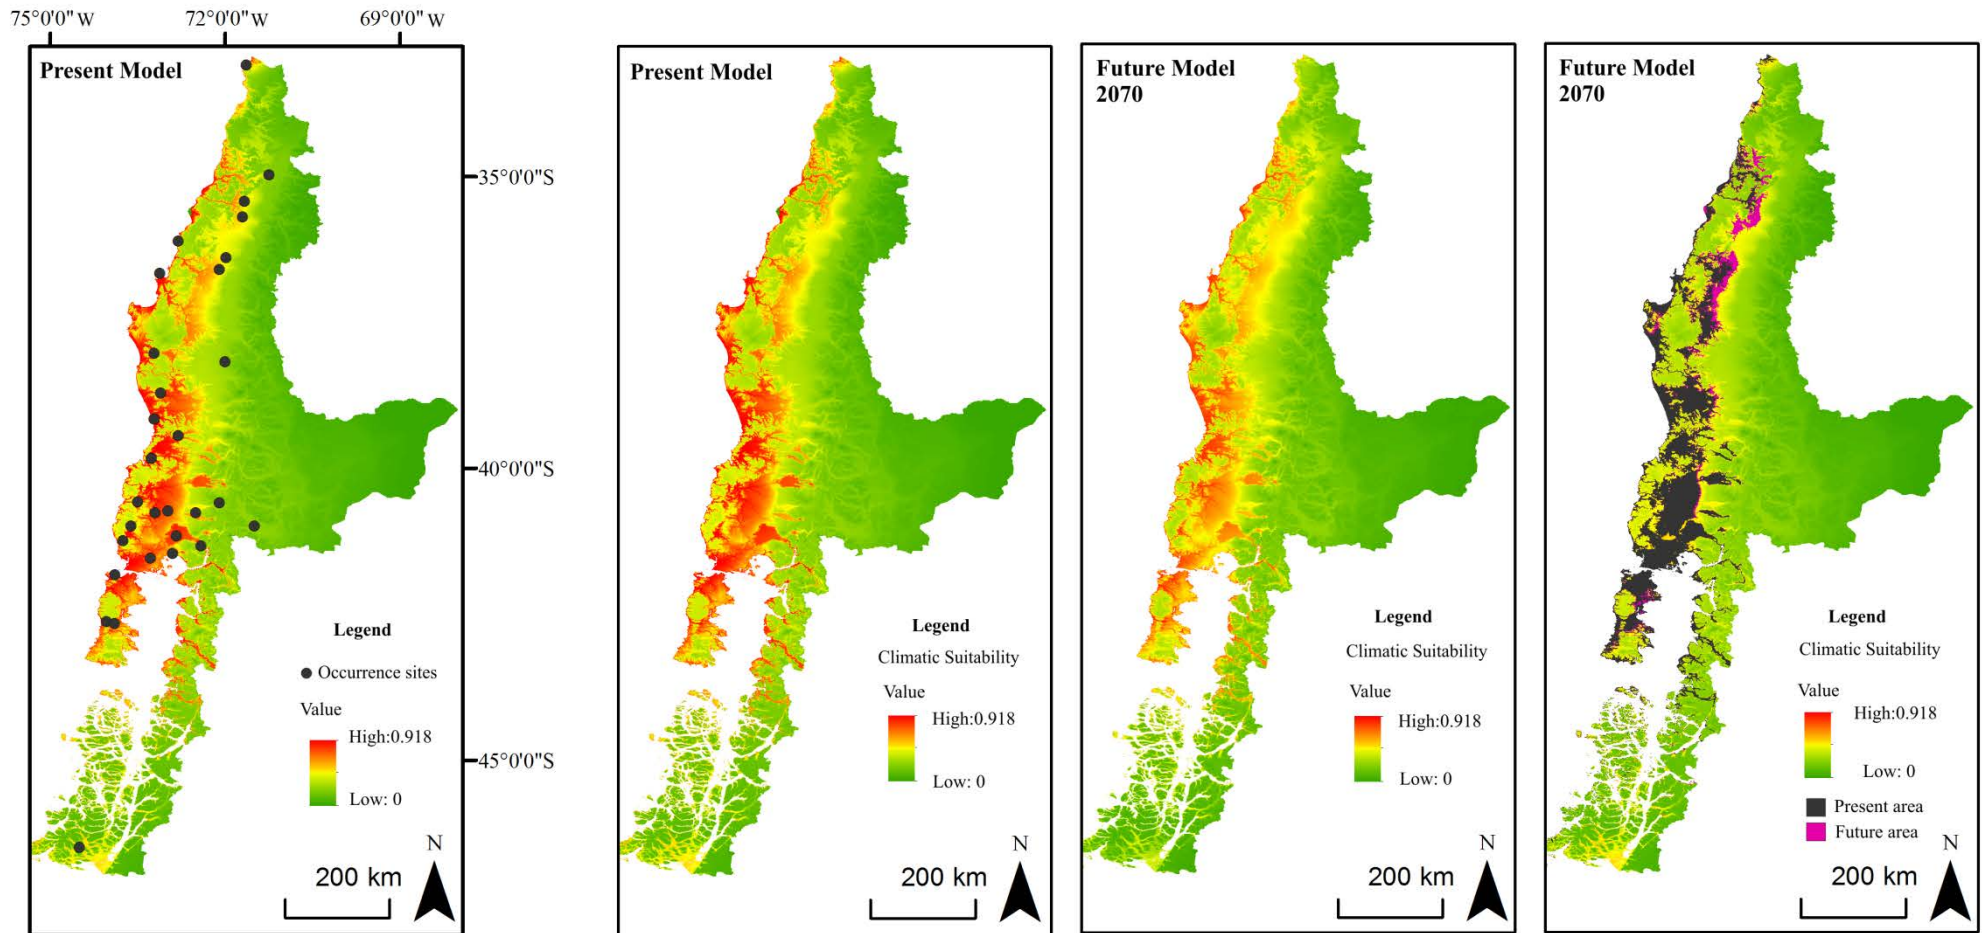 75°0'0"W 72°0'0"W 69°0'0"W
Present Model
35°0'0"S
40°0'0"S
45°0'0"S
Legend
Occurrence sites
Value
High:0.918
Low: 0
N
200 km
Present Model
Legend
Climatic Suitability
Value
High:0.918
Low: 0
N
200 km
Future Model
2070
Legend
Climatic Suitability
Value
High:0.918
Low: 0
N
200 km
Future Model
2070
Legend
Climatic Suitability
Value
High:0.918
Low: 0
Present area
Future area
N
200 km